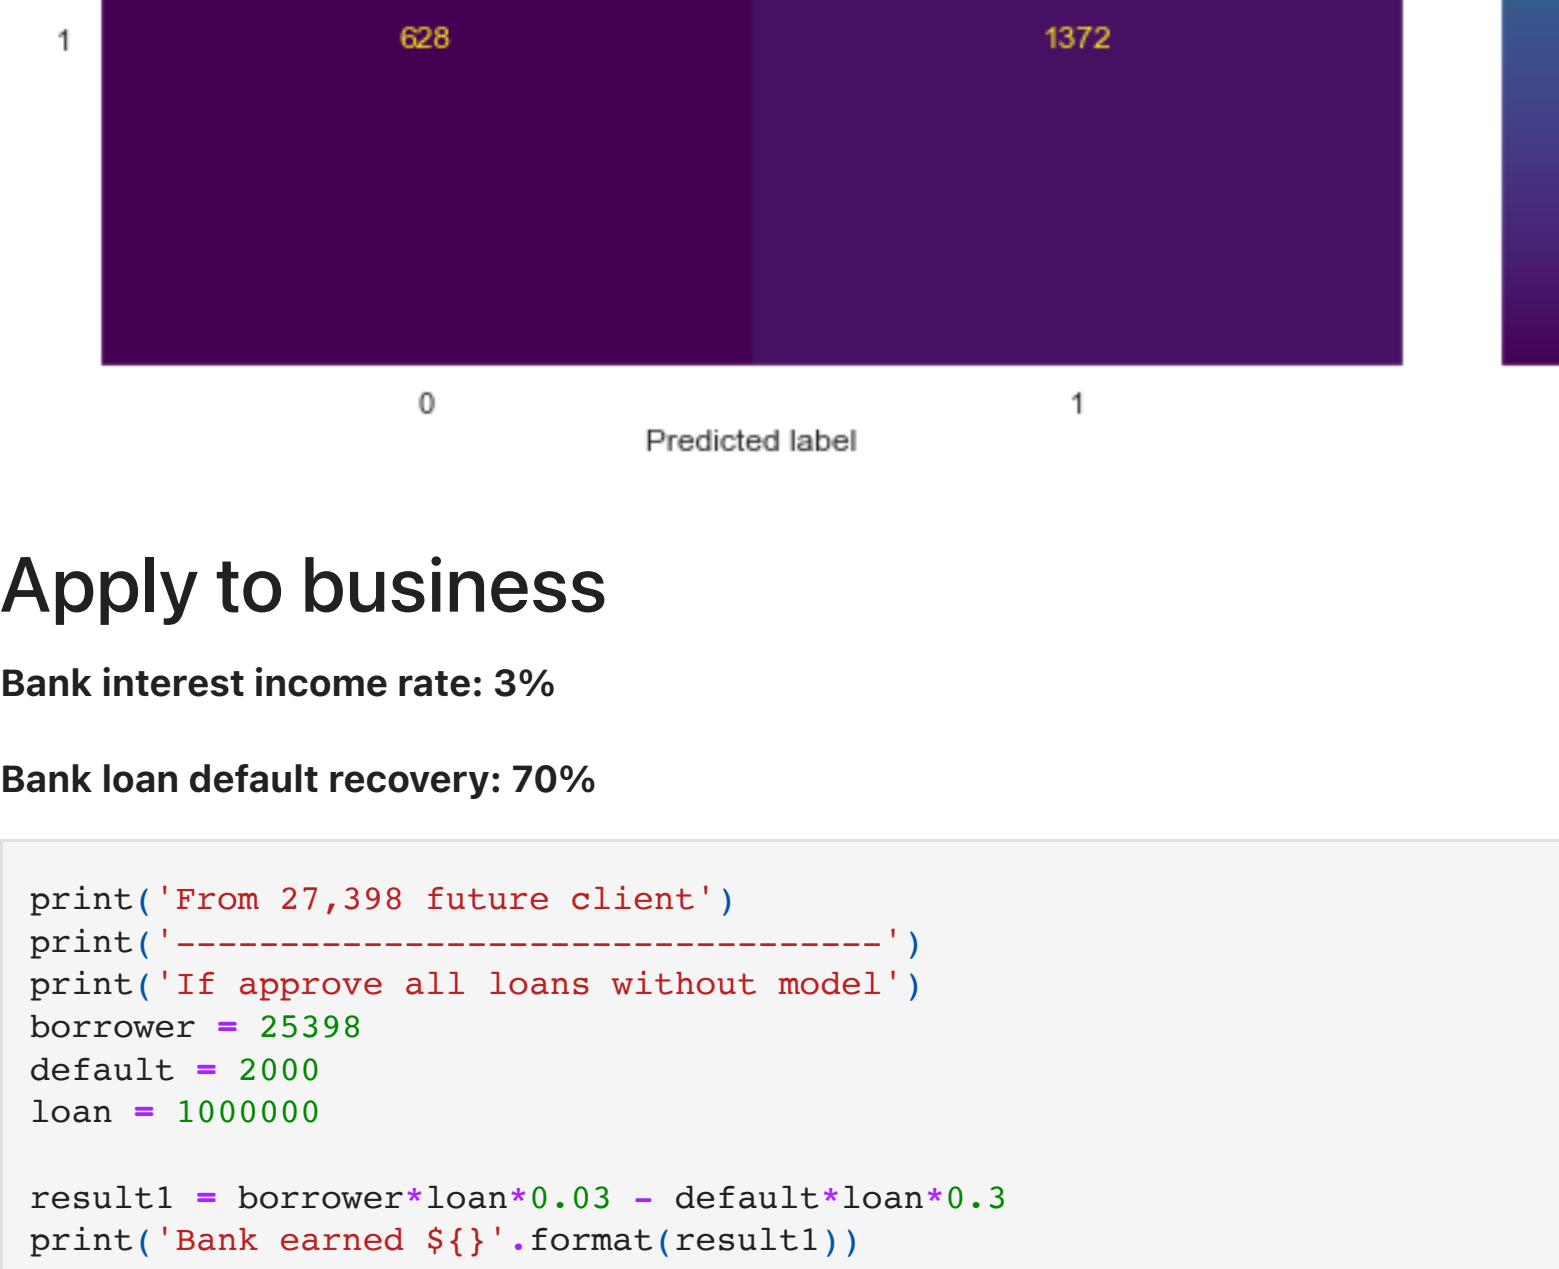 1 628 1372
0 1
Predicted label
Apply to business
Bank interest income rate: 3%
Bank loan default recovery: 70%
print('From 27,398 future client')
print('----------------------------------')
print('If approve all loans without model')
borrower = 25398
default = 2000
loan = 1000000
result1 = borrower*loan*0.03 - default*loan*0.3
print('Bank earned ${}'.format(result1))